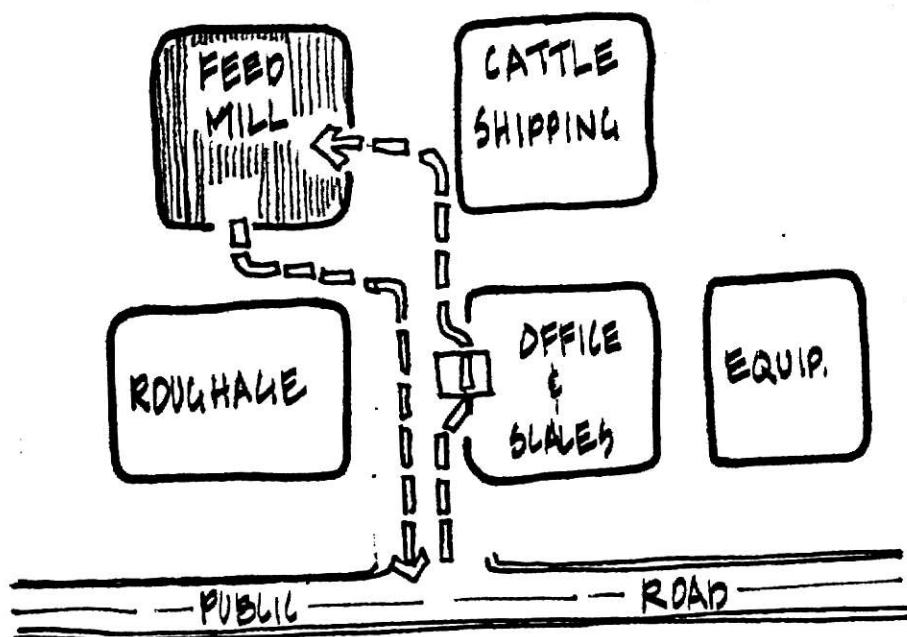 FEED
MILL
CATTLE
SHIPPING
ROUGHAGE
OFFICE
&
SCALES
EQUIP.
PUBLIC
ROAD